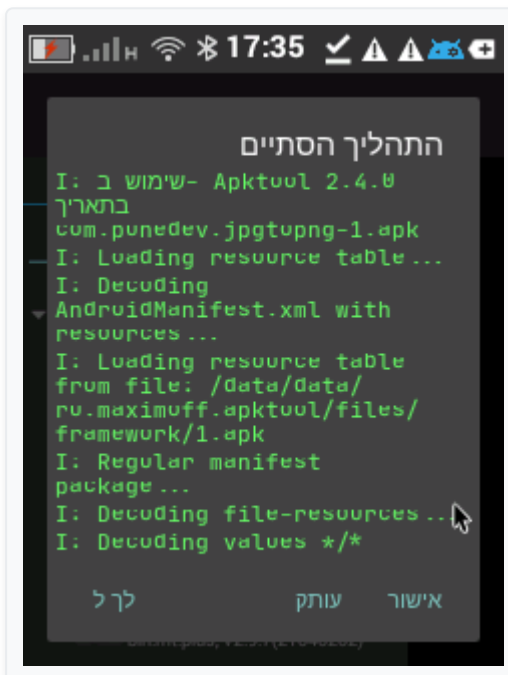 17:35
התהליך הסתיים
I: שימוש ב- Apktool 2.4.0
בתאריך
com.ponedev.jpgtopng-1.apk
I: Loading resource table...
I: Decoding
AndroidManifest.xml with
resources...
I: Loading resource table
from file: /data/data/
ru.maximoff.apktool/files/
framework/1.apk
I: Regular manifest
package...
I: Decoding file-resources...
I: Decoding values */*
אישור עותק לך ל